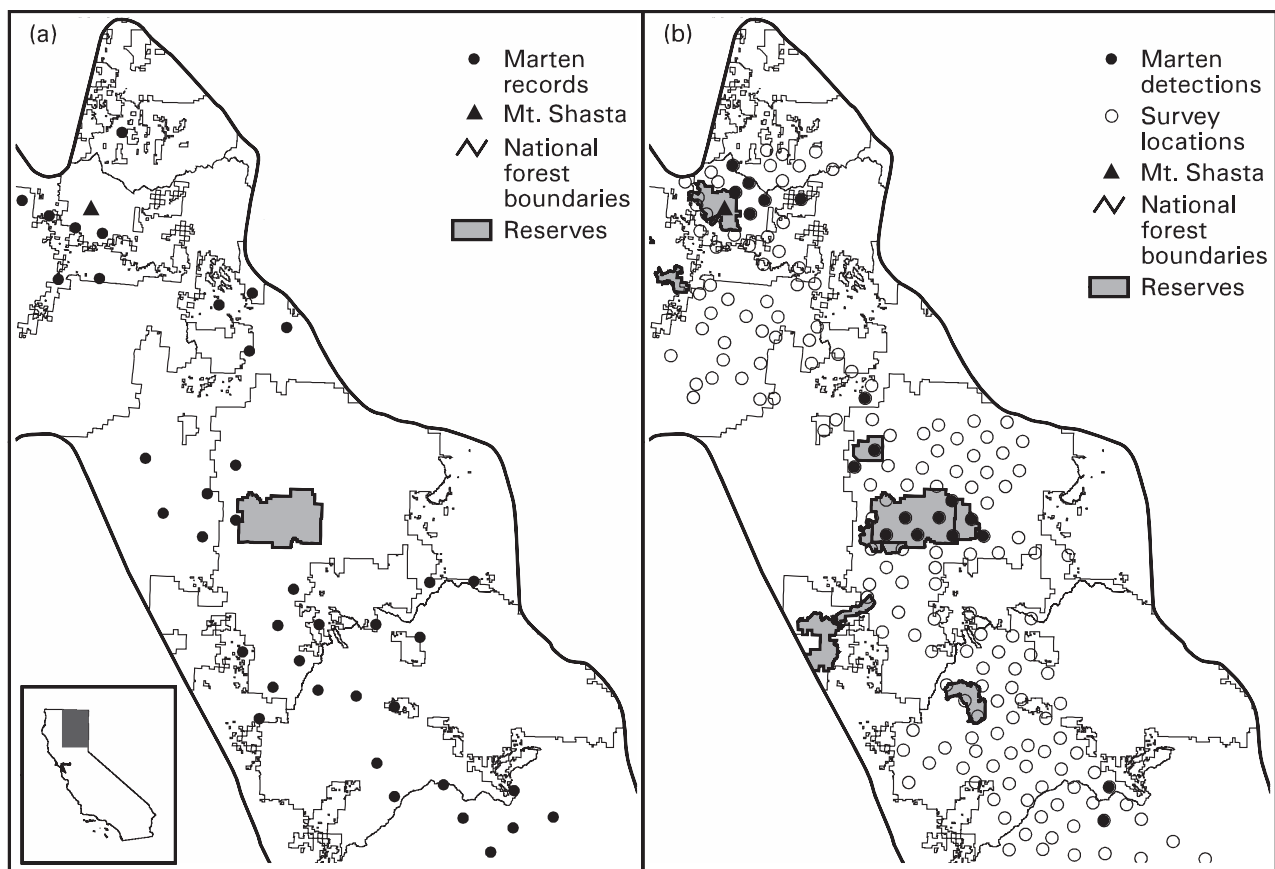 (a)
Marten
records
Mt. Shasta
National
forest
boundaries
Reserves
(b)
Marten
detections
Survey
locations
Mt. Shasta
National
forest
boundaries
Reserves